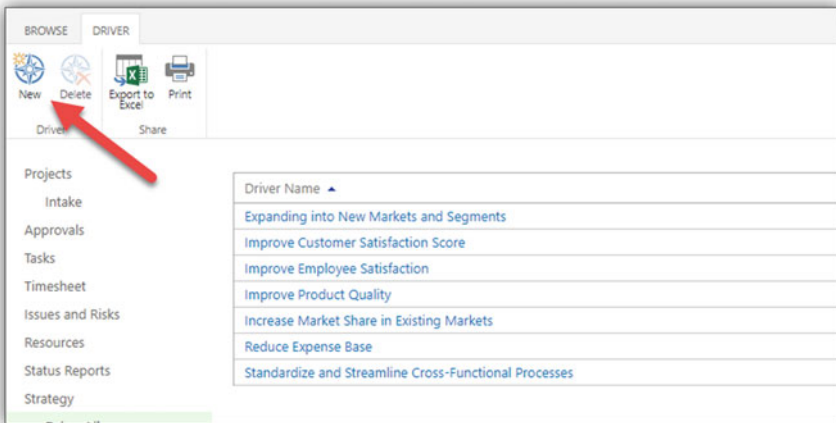 BROWSE DRIVER
New Delete Export to Excel Print
Share
Projects
Intake
Approvals
Tasks
Timesheet
Issues and Risks
Resources
Status Reports
Strategy
Driver Name
Expanding into New Markets and Segments
Improve Customer Satisfaction Score
Improve Employee Satisfaction
Improve Product Quality
Increase Market Share in Existing Markets
Reduce Expense Base
Standardize and Streamline Cross-Functional Processes